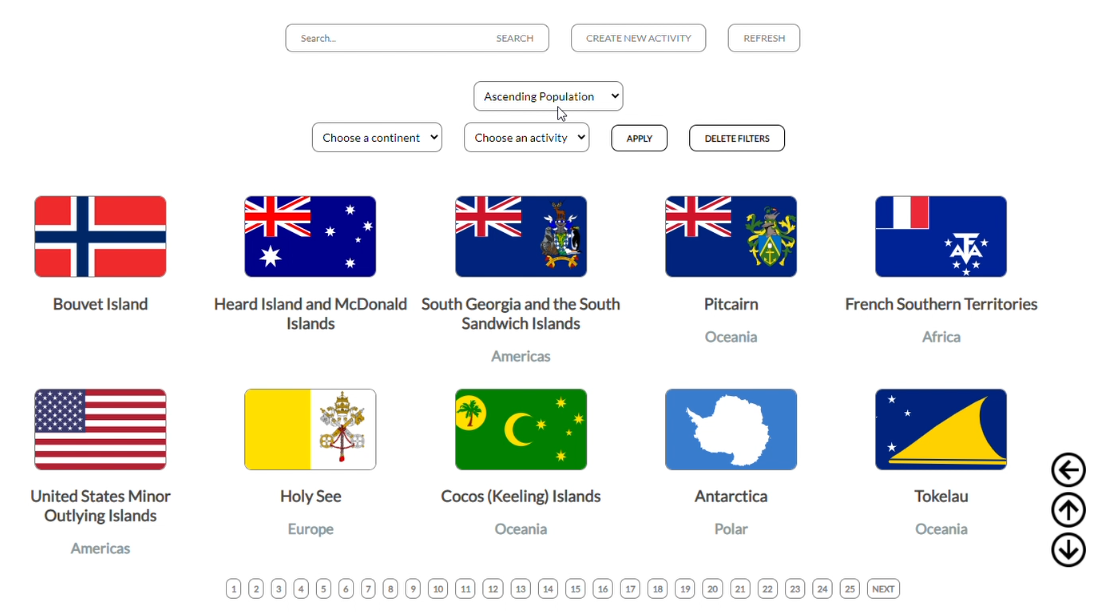 Search... SEARCH CREATE NEW ACTIVITY REFRESH
Ascending Population
Choose a continent Choose an activity APPLY DELETE FILTERS
Bouvet Island
Heard Island and McDonald
Islands
South Georgia and the South
Sandwich Islands
Americas
Pitcairn
Oceania
French Southern Territories
Africa
TAAF
United States Minor
Outlying Islands
Americas
Holy See
Europe
Cocos (Keeling) Islands
Oceania
Antarctica
Polar
Tokelau
Oceania
1 2 3 4 5 6 7 8 9 10 11 12 13 14 15 16 17 18 19 20 21 22 23 24 25 NEXT